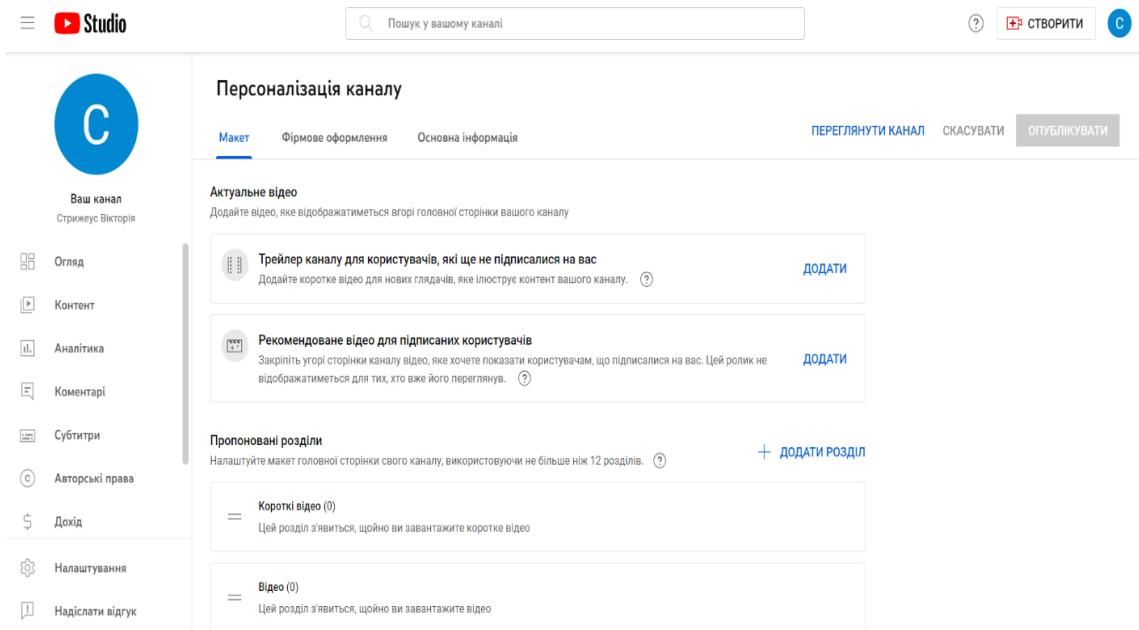 Studio
Пошук у вашому каналі
СТВОРИТИ
С
С
Ваш канал
Стрижеус Вікторія
Огляд
Контент
Аналітика
Коментарі
Субтитри
Авторські права
Дохід
Налаштування
Надіслати відгук
Персоналізація каналу
Макет
Фірмове оформлення
Основна інформація
ПЕРЕГЛЯНУТИ КАНАЛ
СКАСУВАТИ
ОПУБЛІКУВАТИ
Актуальне відео
Додайте відео, яке відображатиметься вгорі головної сторінки вашого каналу
Трейлер каналу для користувачів, які ще не підписалися на вас
Додайте коротке відео для нових глядачів, яке ілюструє контент вашого каналу.
ДОДАТИ
Рекомендоване відео для підписаних користувачів
Закріпіть угорі сторінки каналу відео, яке хочете показати користувачам, що підписалися на вас. Цей ролик не
відображатиметься для тих, хто вже його переглянув.
ДОДАТИ
Пропоновані розділи
Налаштуйте макет головної сторінки свого каналу, використовуючи не більше ніж 12 розділів.
ДОДАТИ РОЗДІЛ
Короткі відео (0)
Цей розділ з'явиться, щойно ви завантажите коротке відео
Відео (0)
Цей розділ з'явиться, щойно ви завантажите відео